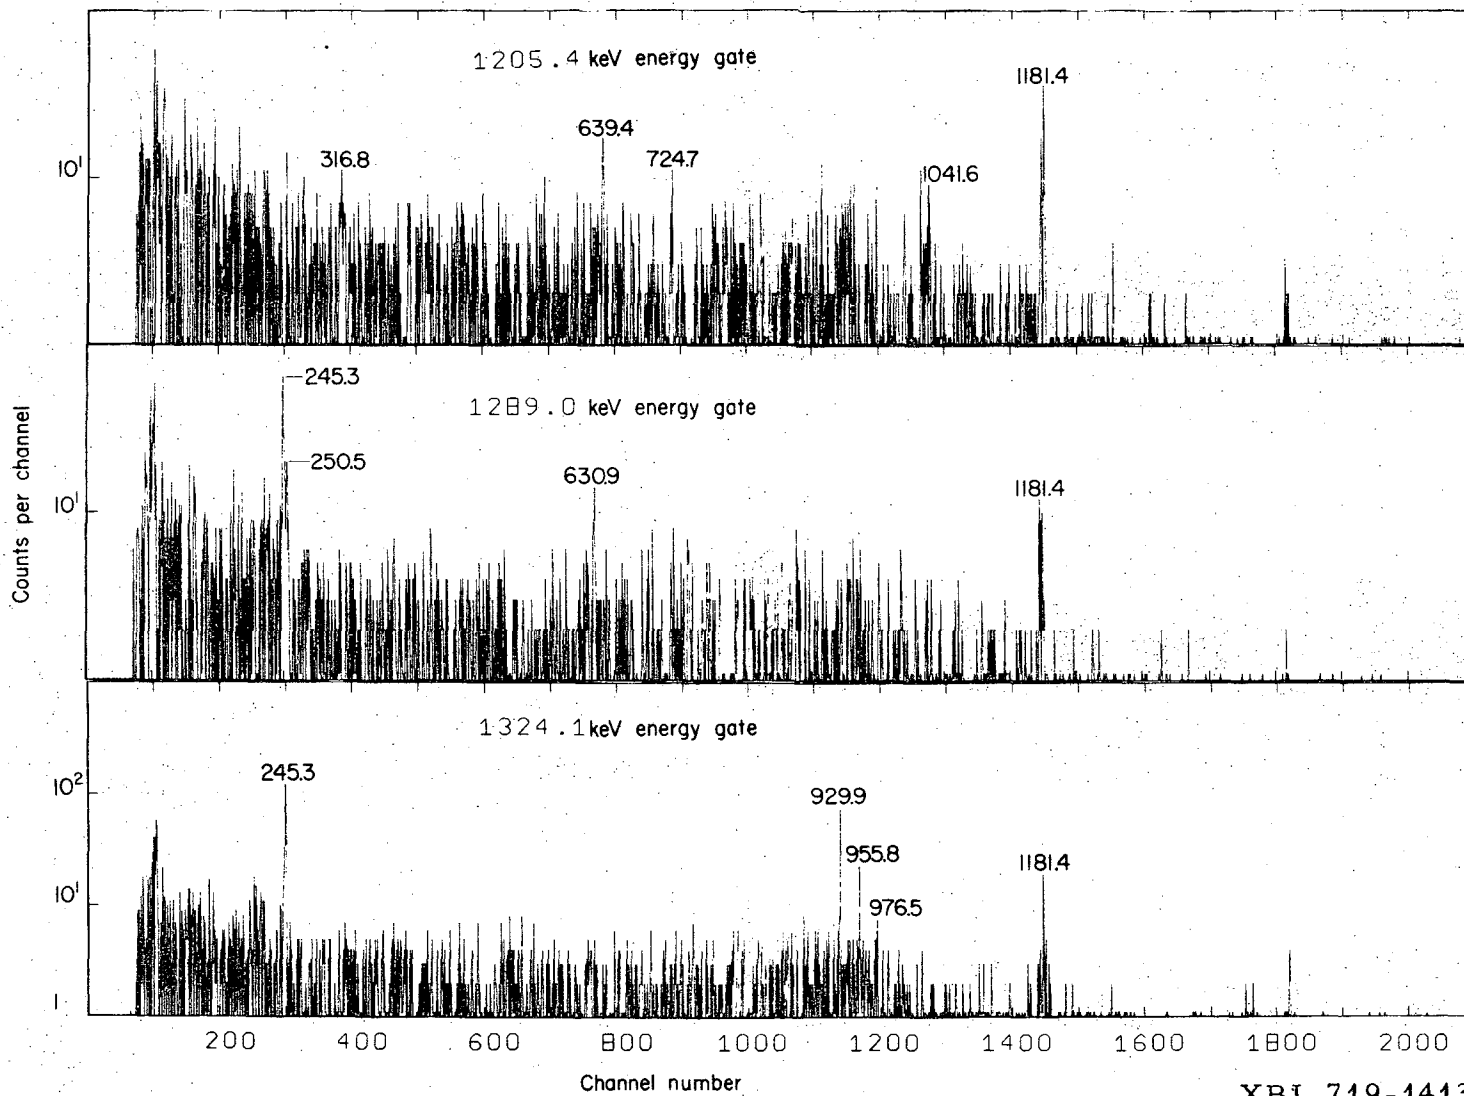 1205.4 keV energy gate
1181.4
639.4
316.8
724.7
1041.6
10¹
245.3
1289.0 keV energy gate
250.5
630.9
1181.4
10¹
Counts per channel
1324.1 keV energy gate
245.3
10²
929.9
955.8
1181.4
10¹
976.5
1
200 400 600 800 1000 1200 1400 1600 1800 2000
Channel number
XBL 719-1413